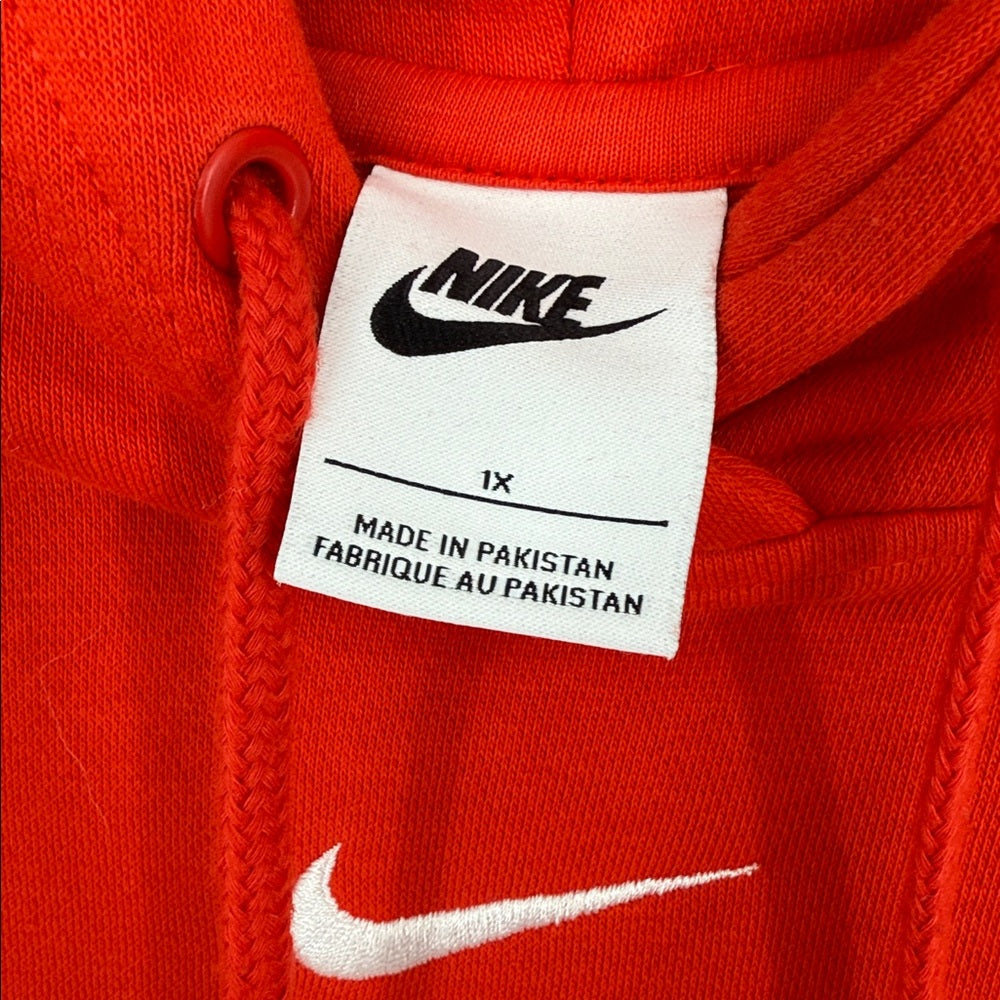 NIKE
1X
MADE IN PAKISTAN
FABRIQUE AU PAKISTAN